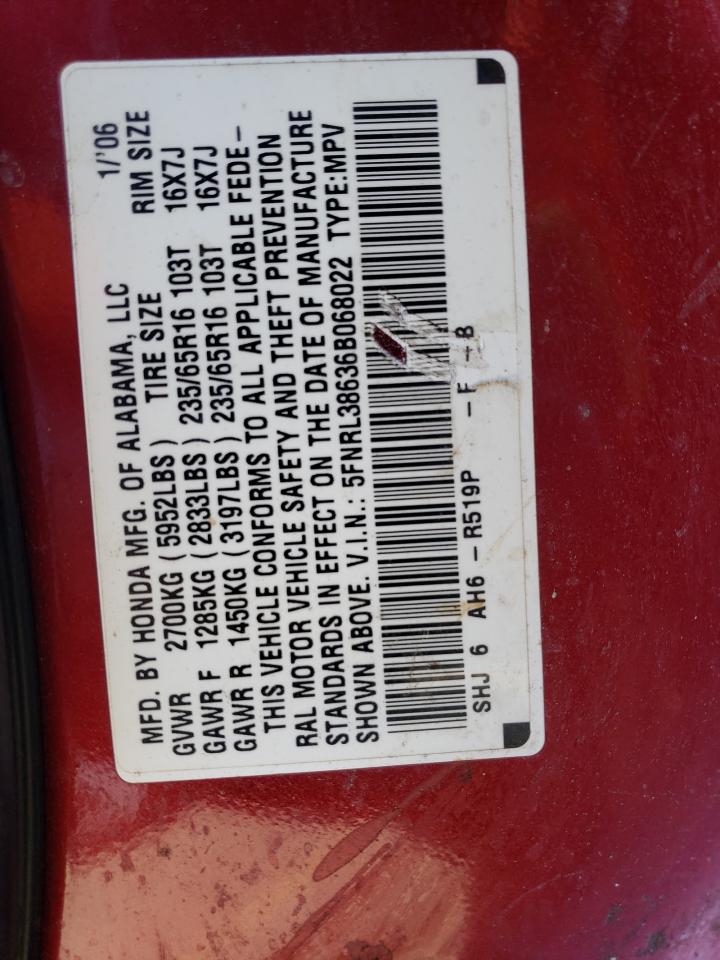 MFD. BY HONDA MFG. OF ALABAMA, LLC 1/'06
GVWR 2700KG (5952LBS) TIRE SIZE RIM SIZE
GAWR F 1285KG (2833LBS) 235/65R16 103T 16X7J
GAWR R 1450KG (3197LBS) 235/65R16 103T 16X7J
THIS VEHICLE CONFORMS TO ALL APPLICABLE FEDE-
RAL MOTOR VEHICLE SAFETY AND THEFT PREVENTION
STANDARDS IN EFFECT ON THE DATE OF MANUFACTURE
SHOWN ABOVE. V.I.N.: 5FNRL38636B068022 TYPE:MPV
SHJ 6 AH6 - R519P - F - B